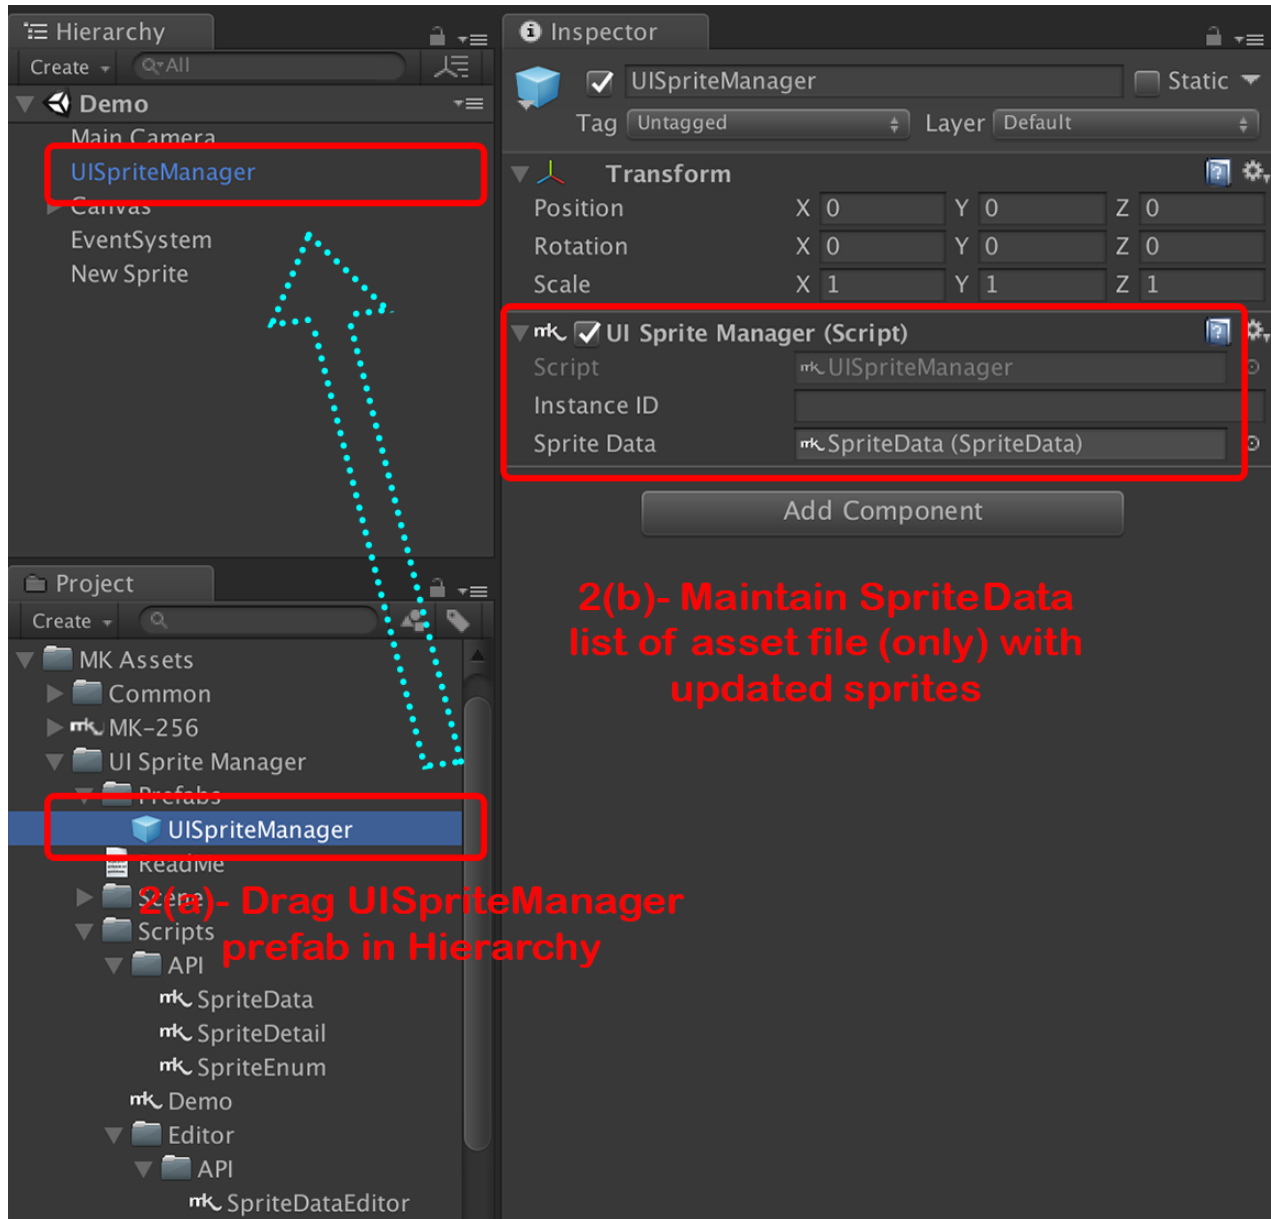 Hierarchy
Create
All
Demo
Main Camera
UISpriteManager
Canvas
EventSystem
New Sprite
Project
Create
MK Assets
Common
MK-256
UI Sprite Manager
Prefabs
UISpriteManager
ReadMe
Scene
Scripts
API
SpriteData
SpriteDetail
SpriteEnum
Demo
Editor
API
SpriteDataEditor
2(a)- Drag UISpriteManager
prefab in Hierarchy
Inspector
UISpriteManager Static
Tag Untagged Layer Default
Transform
Position X 0 Y 0 Z 0
Rotation X 0 Y 0 Z 0
Scale X 1 Y 1 Z 1
UI Sprite Manager (Script)
Script UISpriteManager
Instance ID
Sprite Data SpriteData (SpriteData)
Add Component
2(b)- Maintain SpriteData
list of asset file (only) with
updated sprites